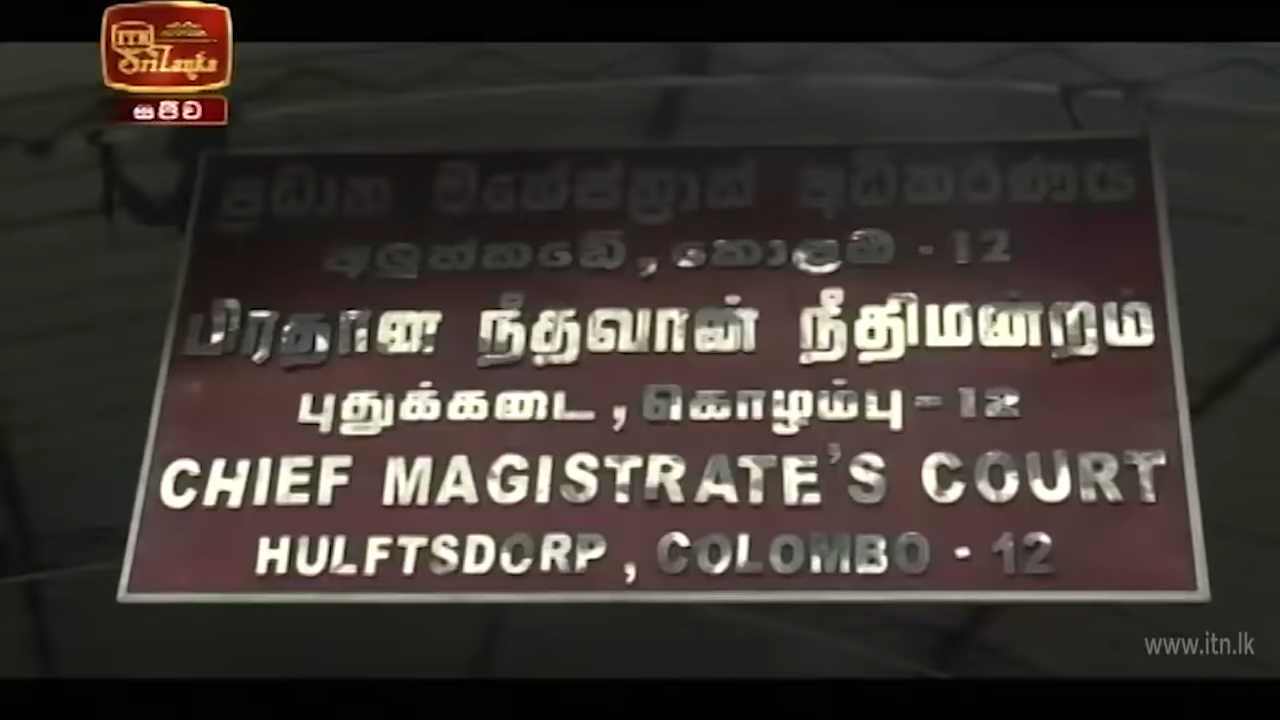 ITN
Sri Lanka
සජීව
ප්‍රධාන මහේස්ත්‍රාත් අධිකරණය
අලුත්කඩේ, කොළඹ - 12
பிரதான நீதவான் நீதிமன்றம்
புதுக்கடை, கொழும்பு - 12
CHIEF MAGISTRATE'S COURT
HULFTSDORP, COLOMBO - 12
www.itn.lk